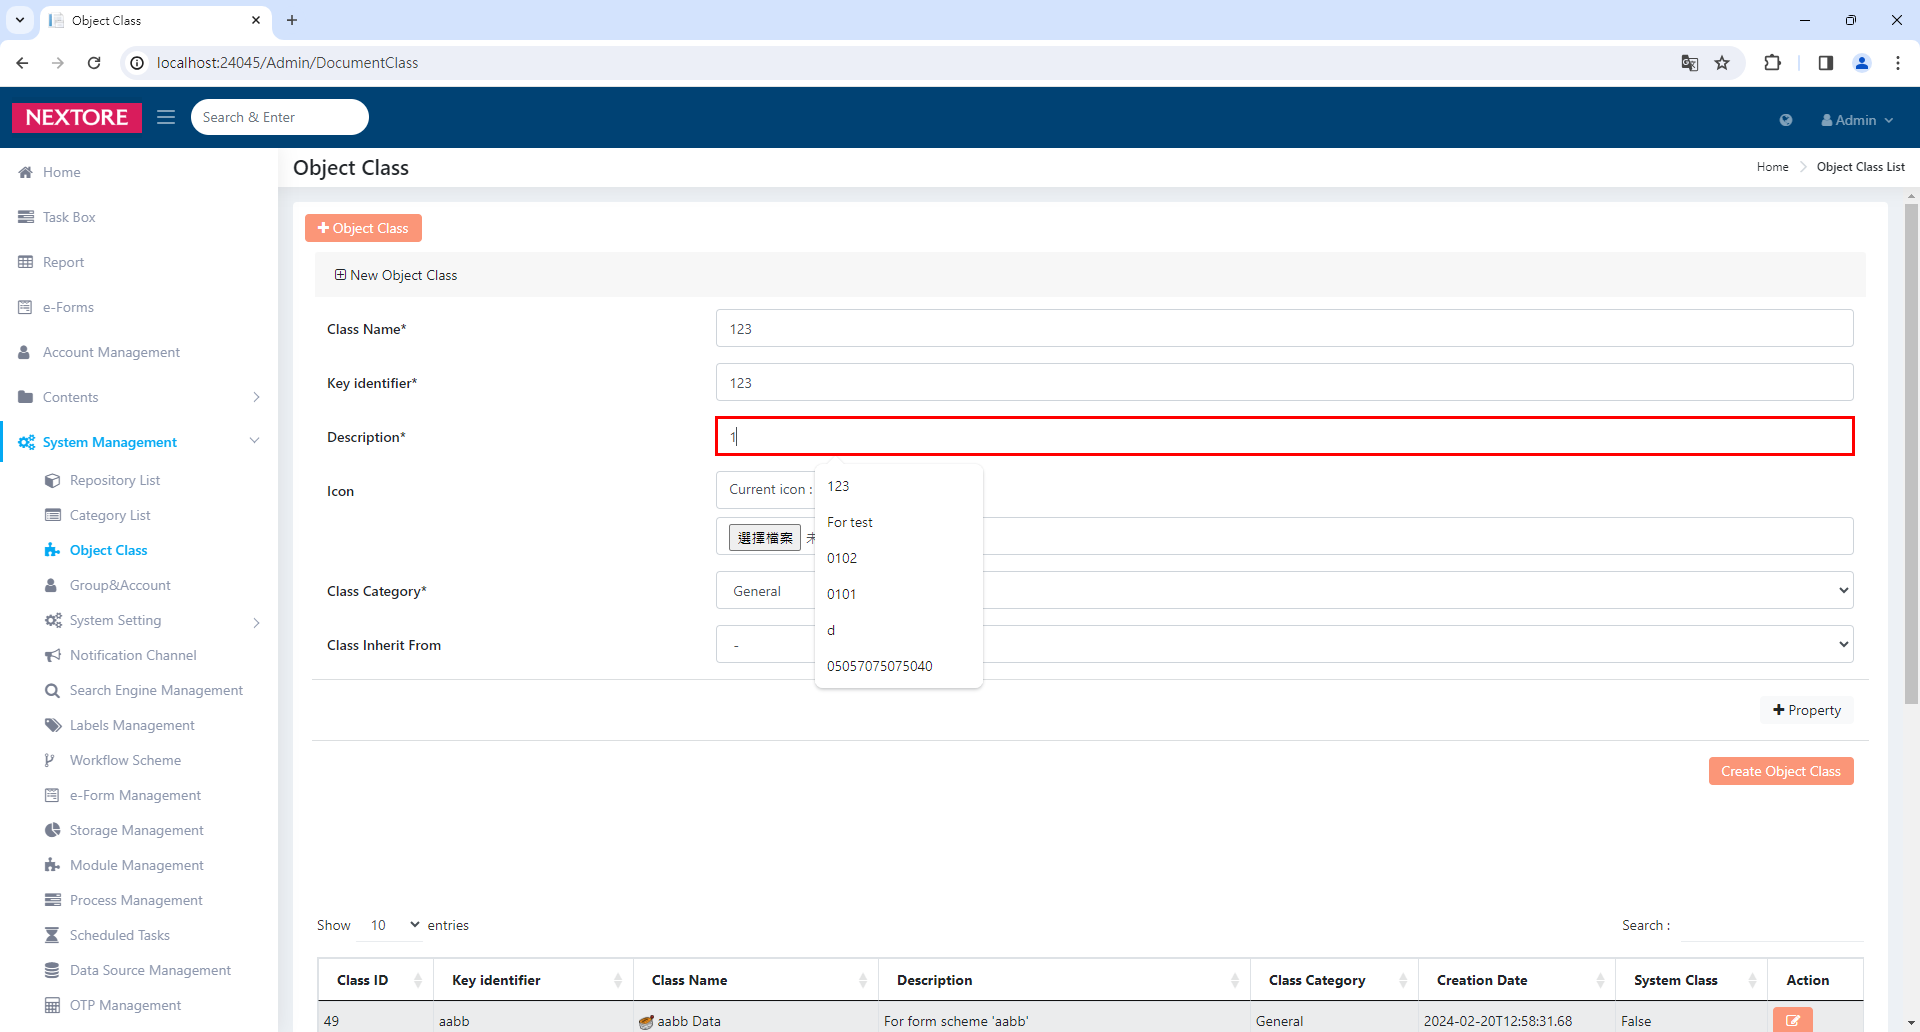 Object Class
localhost:24045/Admin/DocumentClass
NEXTORE
Search & Enter
Admin
Home
Task Box
Report
e-Forms
Account Management
Contents
System Management
Repository List
Category List
Object Class
Group&Account
System Setting
Notification Channel
Search Engine Management
Labels Management
Workflow Scheme
e-Form Management
Storage Management
Module Management
Process Management
Scheduled Tasks
Data Source Management
OTP Management
Object Class
Home Object Class List
Object Class
New Object Class
Class Name* 123
Key identifier* 123
Description* 1
123
For test
0102
0101
d
05057075075040
Icon Current icon :
選擇檔案 未
Class Category* General
Class Inherit From -
Property
Create Object Class
Show 10 entries Search :
Class ID Key identifier Class Name Description Class Category Creation Date System Class Action
49 aabb aabb Data For form scheme 'aabb' General 2024-02-20T12:58:31.68 False